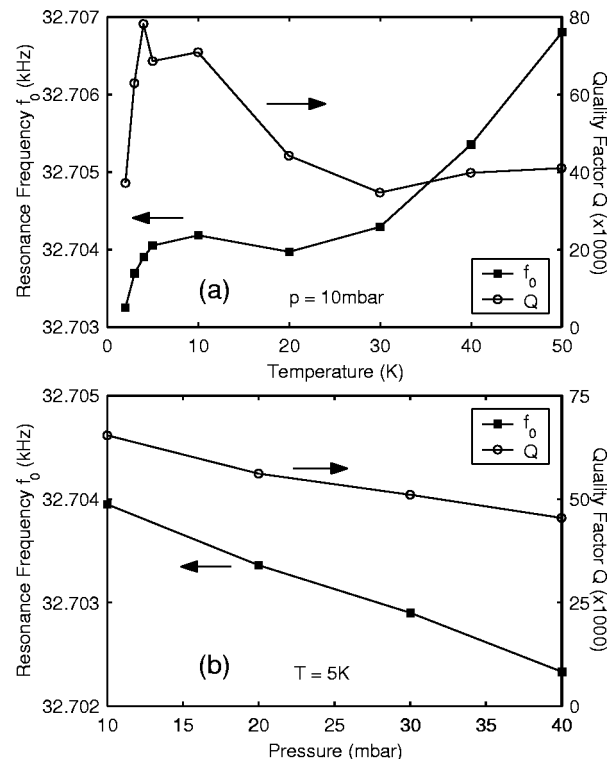 32.707
32.706
32.705
32.704
32.703
Resonance Frequency f0 (kHz)
80
60
40
20
0
Quality Factor Q (x1000)
(a)
p = 10mbar
f0
Q
0 10 20 30 40 50
Temperature (K)
32.705
32.704
32.703
32.702
Resonance Frequency f0 (kHz)
75
50
25
0
Quality Factor Q (x1000)
f0
Q
(b)
T = 5K
10 15 20 25 30 35 40
Pressure (mbar)